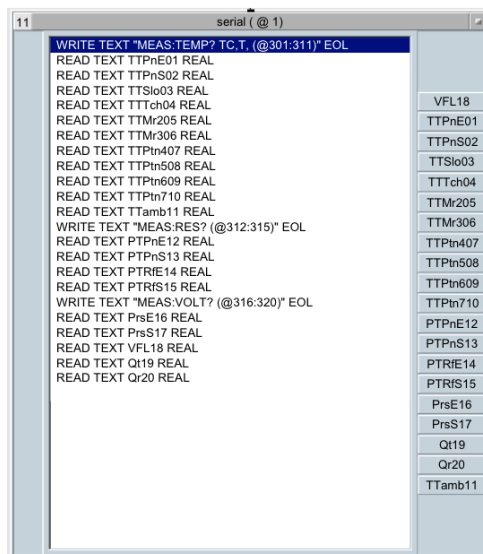 11 serial ( @ 1)
WRITE TEXT "MEAS:TEMP? TC,T, (@301:311)" EOL
READ TEXT TTPnE01 REAL
READ TEXT TTPnS02 REAL
READ TEXT TTSlo03 REAL
READ TEXT TTTch04 REAL
READ TEXT TTMr205 REAL
READ TEXT TTMr306 REAL
READ TEXT TTPtn407 REAL
READ TEXT TTPtn508 REAL
READ TEXT TTPtn609 REAL
READ TEXT TTPtn710 REAL
READ TEXT TTamb11 REAL
WRITE TEXT "MEAS:RES? (@312:315)" EOL
READ TEXT PTPnE12 REAL
READ TEXT PTPnS13 REAL
READ TEXT PTRfE14 REAL
READ TEXT PTRfS15 REAL
WRITE TEXT "MEAS:VOLT? (@316:320)" EOL
READ TEXT PrsE16 REAL
READ TEXT PrsS17 REAL
READ TEXT VFL18 REAL
READ TEXT Qt19 REAL
READ TEXT Qr20 REAL
VFL18
TTPnE01
TTPnS02
TTSlo03
TTTch04
TTMr205
TTMr306
TTPtn407
TTPtn508
TTPtn609
TTPtn710
PTPnE12
PTPnS13
PTRfE14
PTRfS15
PrsE16
PrsS17
Qt19
Qr20
TTamb11